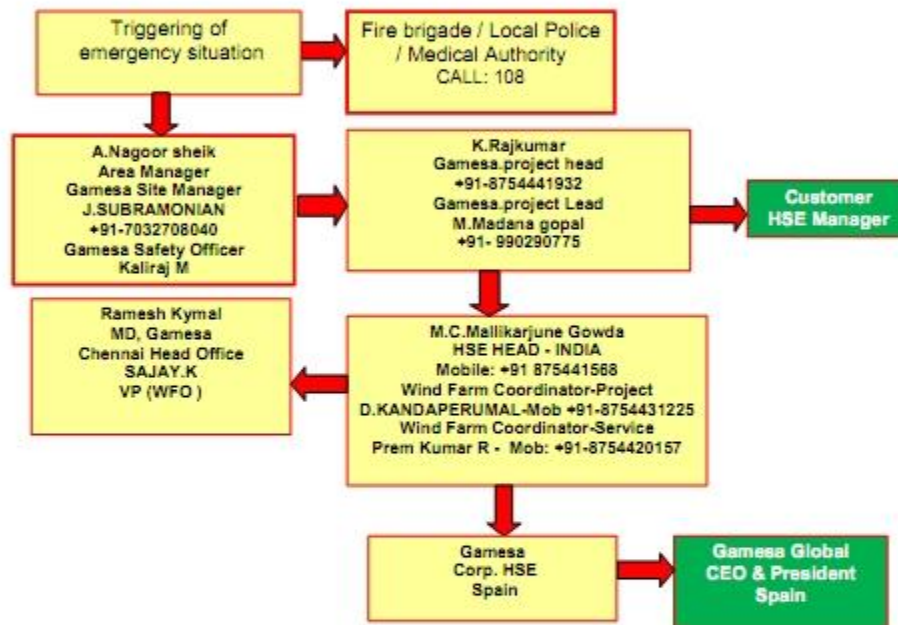 Triggering of
emergency situation
Fire brigade / Local Police
/ Medical Authority
CALL: 108
A.Nagoor sheik
Area Manager
Gamesa Site Manager
J.SUBRAMONIAN
+91-7032708040
Gamesa Safety Officer
Kaliraj M
K.Rajkumar
Gamesa.project head
+91-8754441932
Gamesa.project Lead
M.Madana gopal
+91- 990290775
Customer
HSE Manager
Ramesh Kymal
MD, Gamesa
Chennai Head Office
SAJAY.K
VP (WFO )
M.C.Mallikarjune Gowda
HSE HEAD - INDIA
Mobile: +91 875441568
Wind Farm Coordinator-Project
D.KANDAPERUMAL-Mob +91-8754431225
Wind Farm Coordinator-Service
Prem Kumar R - Mob: +91-8754420157
Gamesa
Corp. HSE
Spain
Gamesa Global
CEO & President
Spain